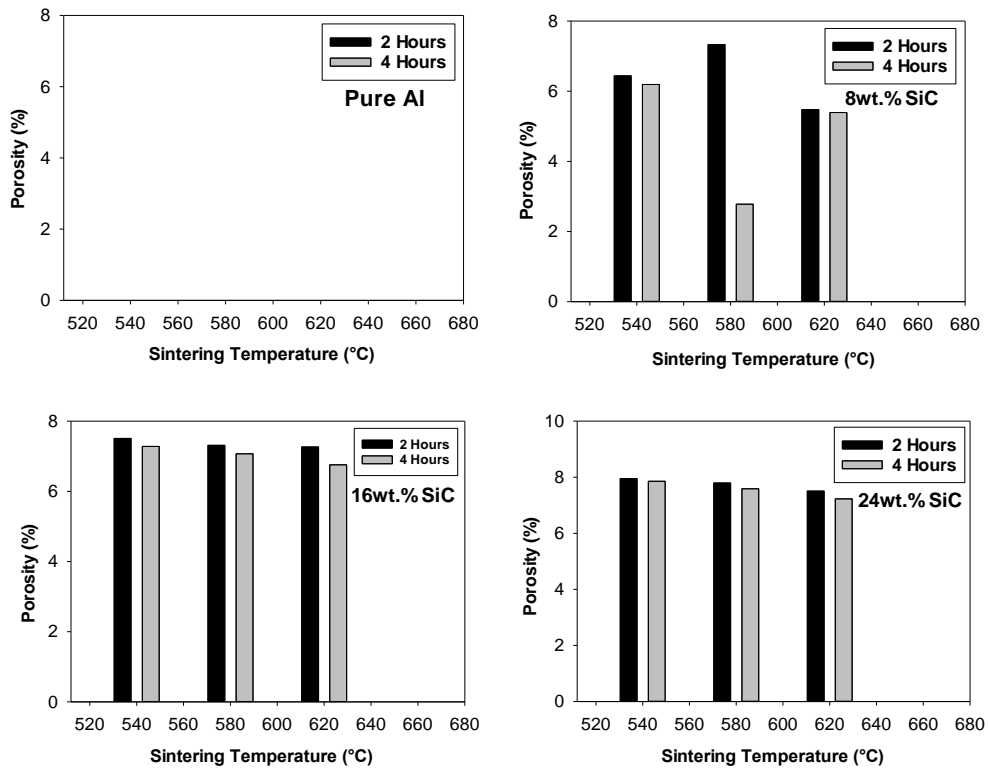 8
6
4
2
0
Porosity (%)
2 Hours
4 Hours
Pure Al
520 540 560 580 600 620 640 660 680
Sintering Temperature (°C)
8
6
4
2
0
Porosity (%)
2 Hours
4 Hours
8wt.% SiC
520 540 560 580 600 620 640 660 680
Sintering Temperature (°C)
8
6
4
2
0
Porosity (%)
2 Hours
4 Hours
16wt.% SiC
520 540 560 580 600 620 640 660 680
Sintering Temperature (°C)
10
8
6
4
2
0
Porosity (%)
2 Hours
4 Hours
24wt.% SiC
520 540 560 580 600 620 640 660 680
Sintering Temperature (°C)